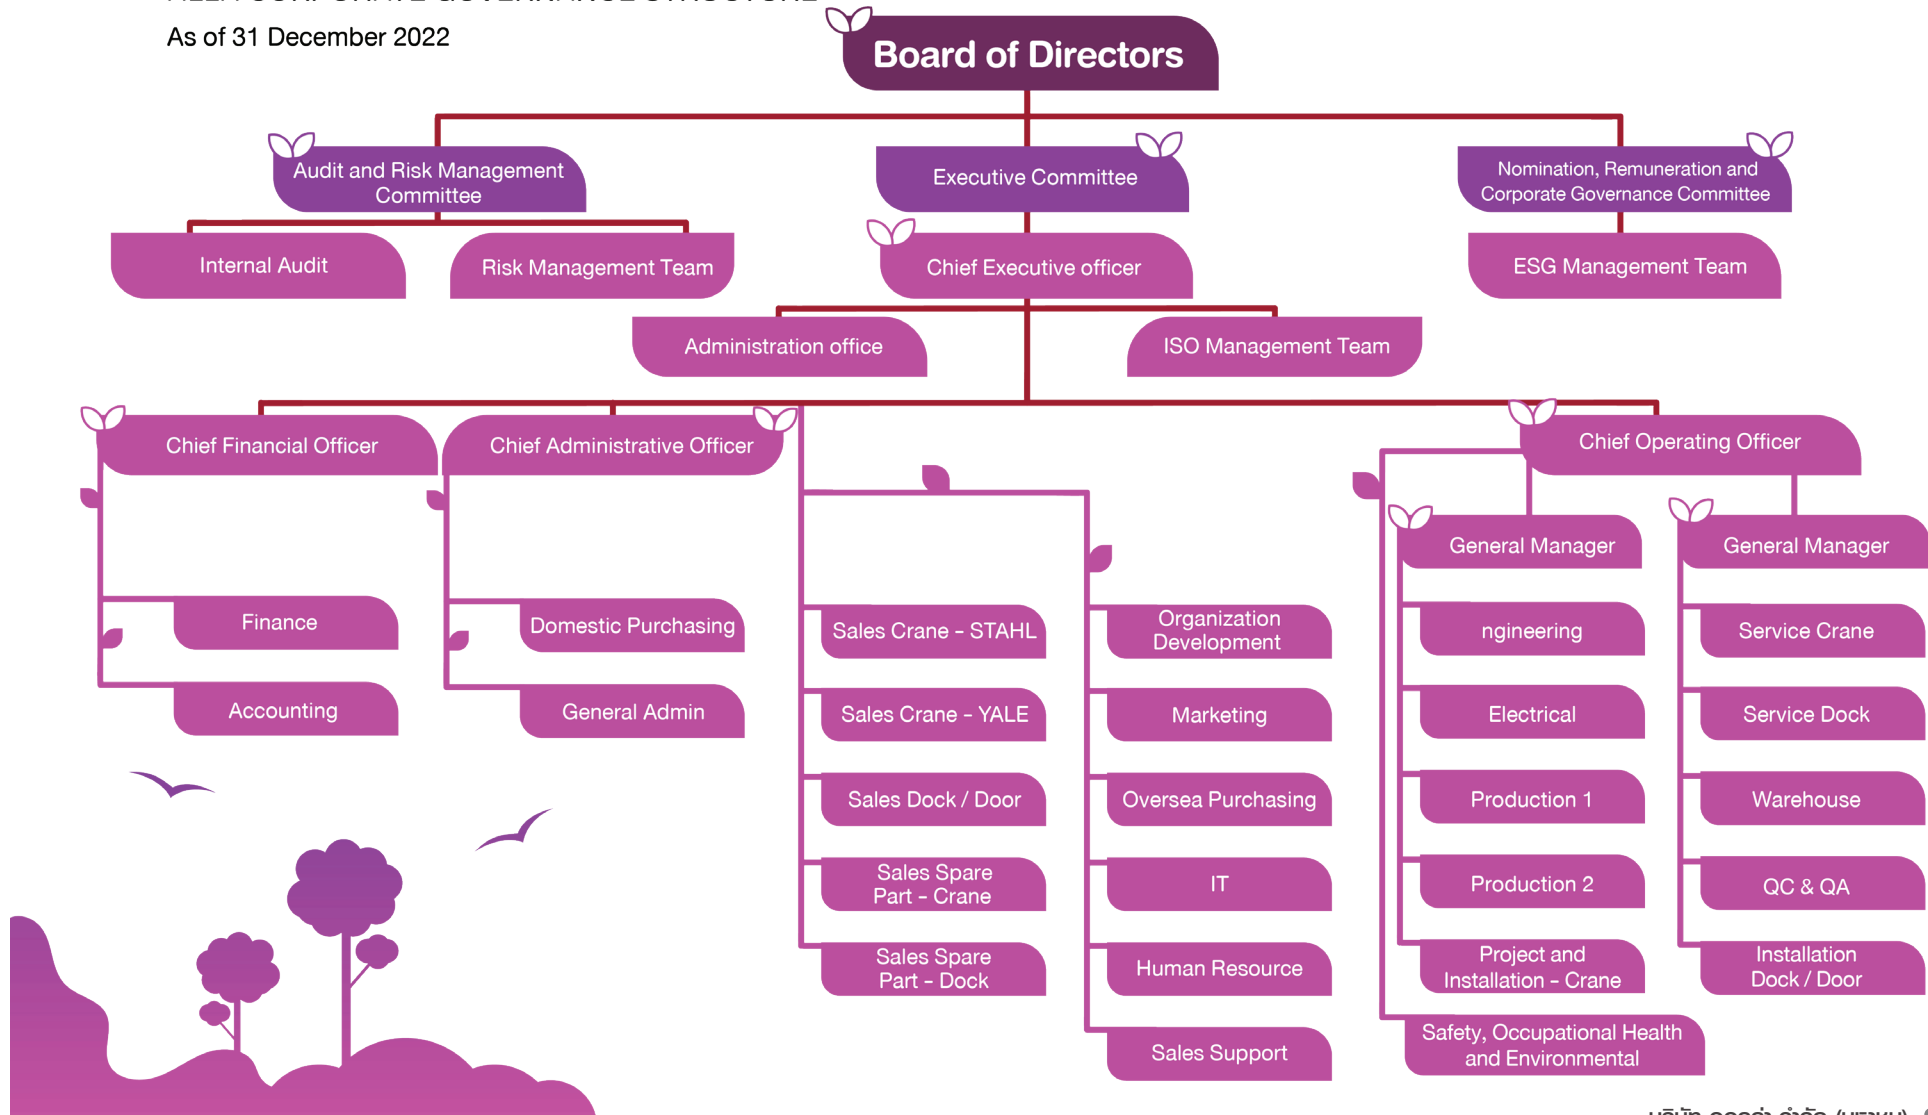 CORPORATE GOVERNANCE STRUCTURE
As of 31 December 2022
Board of Directors
Audit and Risk Management
Committee
Executive Committee
Nomination, Remuneration and
Corporate Governance Committee
Internal Audit
Risk Management Team
Chief Executive officer
ESG Management Team
Administration office
ISO Management Team
Chief Financial Officer
Chief Administrative Officer
Chief Operating Officer
General Manager
General Manager
Finance
Accounting
Domestic Purchasing
General Admin
Sales Crane - STAHL
Sales Crane - YALE
Sales Dock / Door
Sales Spare
Part - Crane
Sales Spare
Part - Dock
Organization
Development
Marketing
Oversea Purchasing
IT
Human Resource
Sales Support
ngineering
Electrical
Production 1
Production 2
Project and
Installation - Crane
Safety, Occupational Health
and Environmental
Service Crane
Service Dock
Warehouse
QC & QA
Installation
Dock / Door